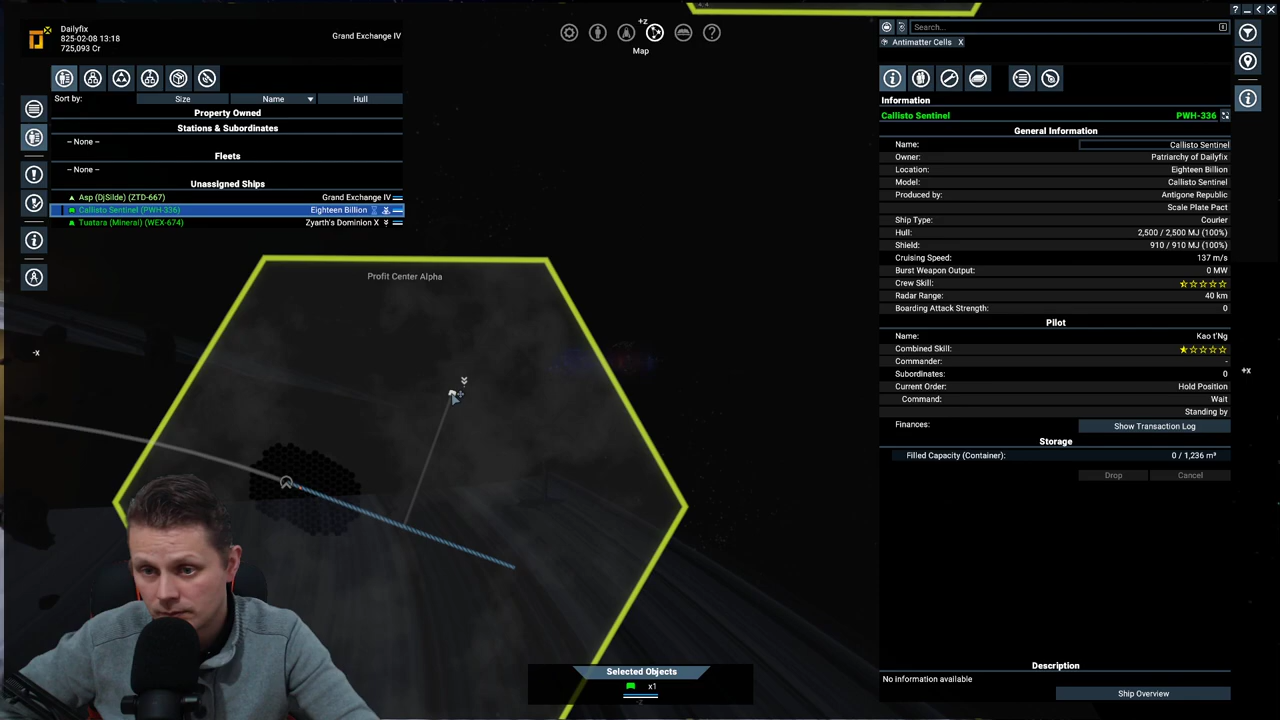 Dailyfix
825-02-08 13:18
725,093 Cr
Grand Exchange IV
Sort by:
Size
Name
Hull
Property Owned
Stations & Subordinates
– None –
Fleets
– None –
Unassigned Ships
Asp (DjSilde) (ZTD-667) Grand Exchange IV
Callisto Sentinel (PWH-336) Eighteen Billion
Tuatara (Mineral) (WEX-674) Zyarth's Dominion X
+z
Map
-x
+x
Profit Center Alpha
Selected Objects
x1
Search...
Antimatter Cells X
Information
Callisto Sentinel PWH-336
General Information
Name: Callisto Sentinel
Owner: Patriarchy of Dailyfix
Location: Eighteen Billion
Model: Callisto Sentinel
Produced by: Antigone Republic
Scale Plate Pact
Ship Type: Courier
Hull: 2,500 / 2,500 MJ (100%)
Shield: 910 / 910 MJ (100%)
Cruising Speed: 137 m/s
Burst Weapon Output: 0 MW
Crew Skill:
Radar Range: 40 km
Boarding Attack Strength: 0
Pilot
Name: Kao t'Ng
Combined Skill:
Commander: -
Subordinates: 0
Current Order: Hold Position
Command: Wait
Standing by
Finances: Show Transaction Log
Storage
Filled Capacity (Container): 0 / 1,236 m³
Drop
Cancel
Description
No information available
Ship Overview